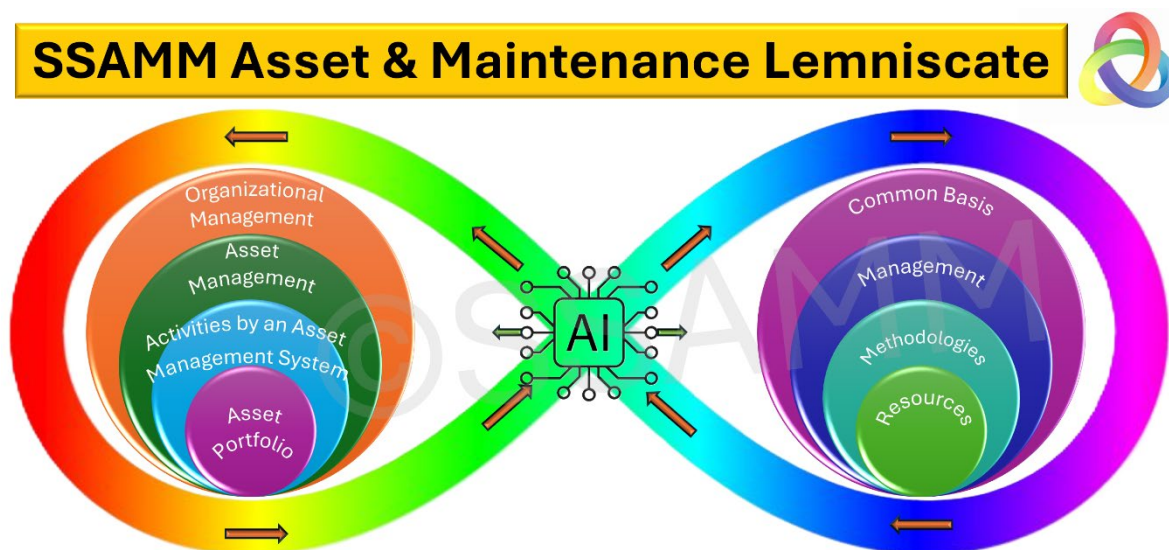 SSAMM Asset & Maintenance Lemniscate
Organizational
Management
Asset
Management
Activities by an Asset
Management System
Asset
Portfolio
AI
Common Basis
Management
Methodologies
Resources
©SSAMM